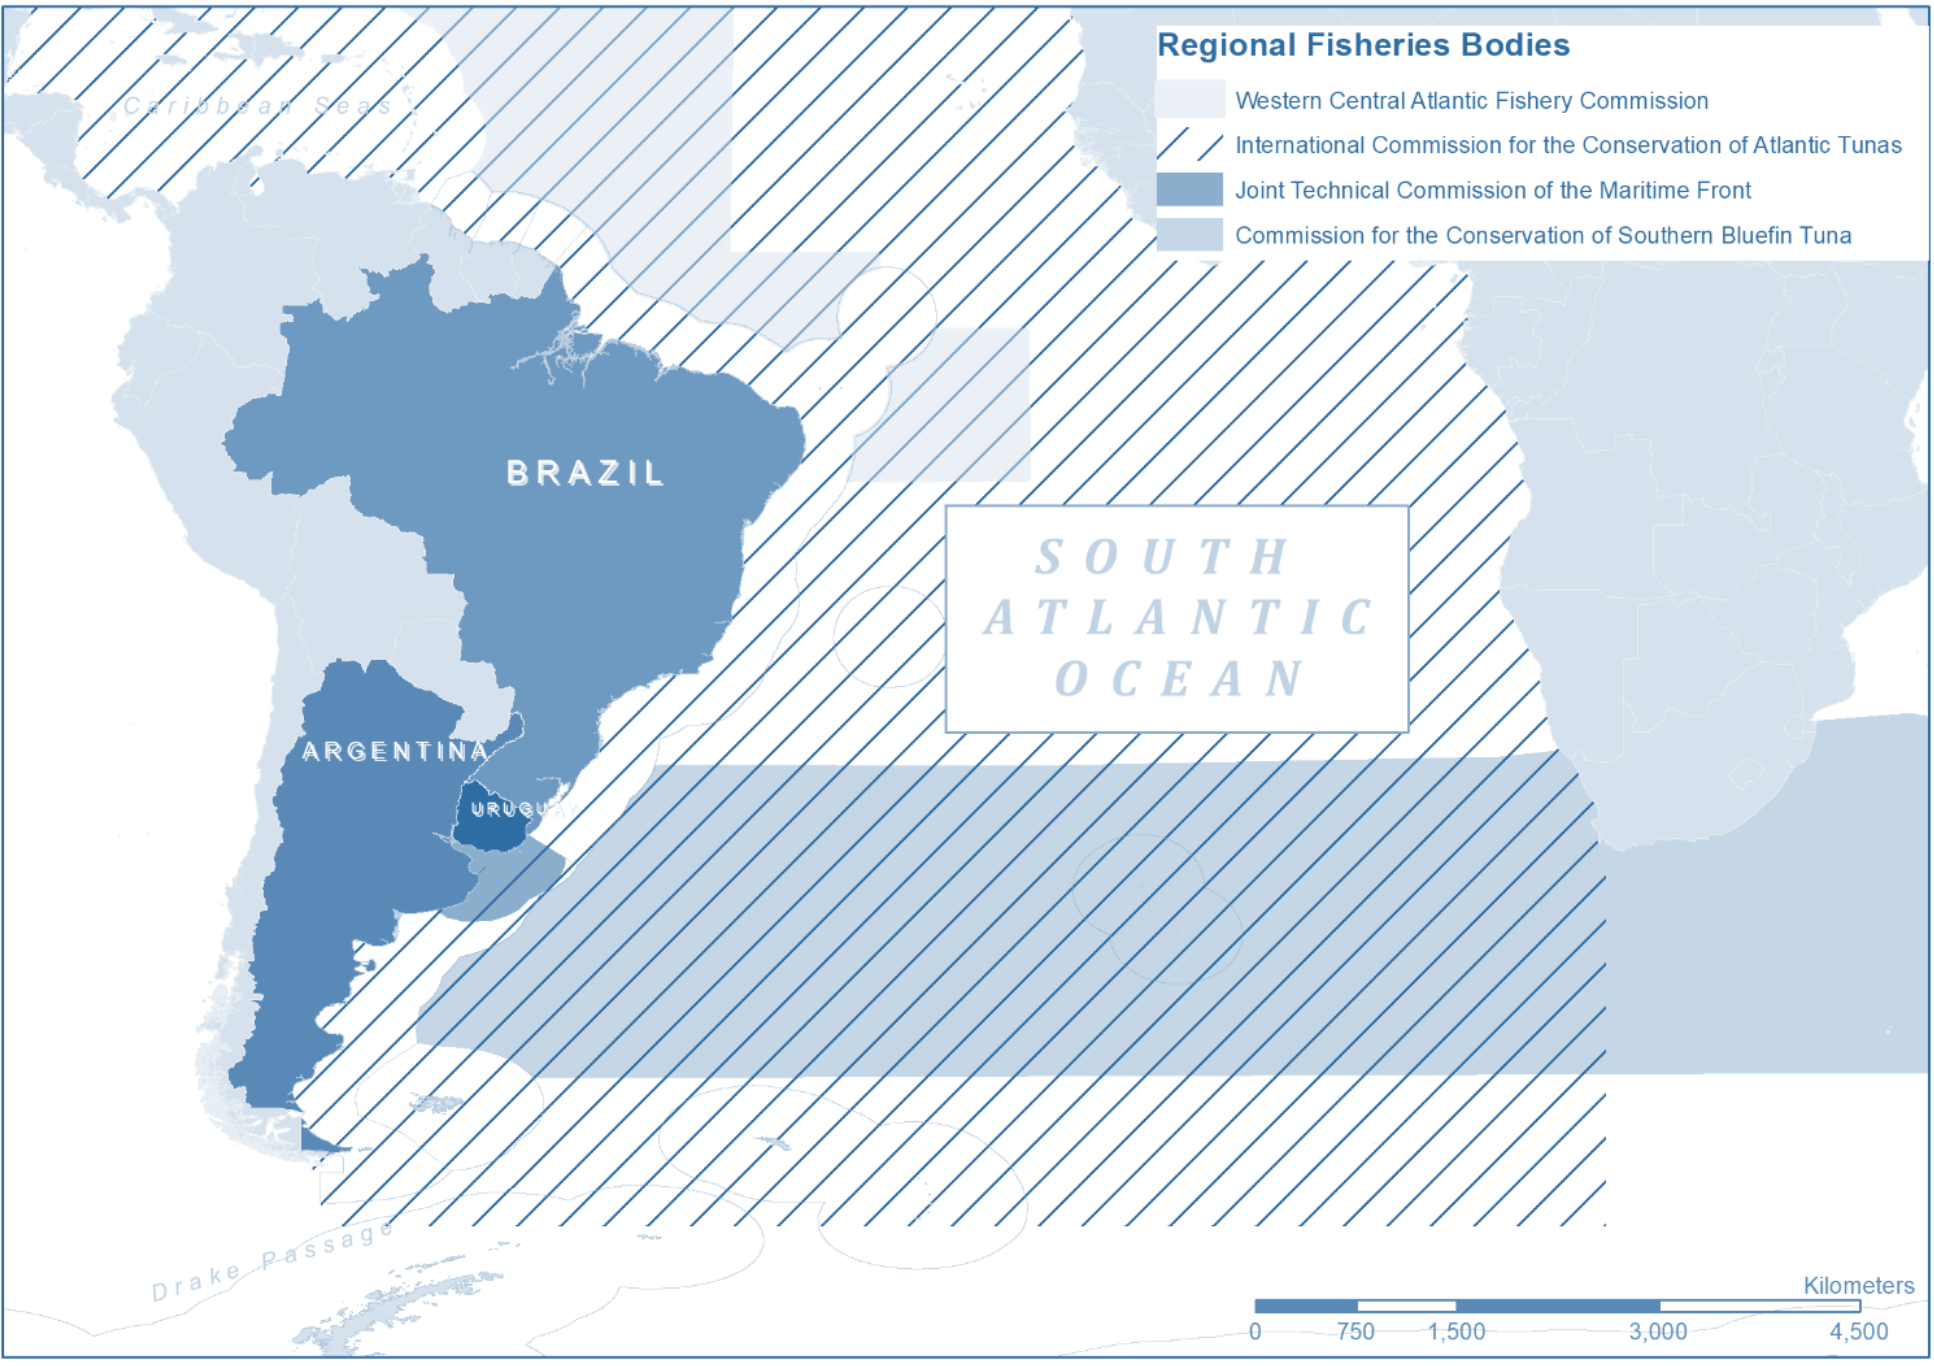 Regional Fisheries Bodies
Western Central Atlantic Fishery Commission
International Commission for the Conservation of Atlantic Tunas
Joint Technical Commission of the Maritime Front
Commission for the Conservation of Southern Bluefin Tuna
Caribbean Seas
BRAZIL
SOUTH
ATLANTIC
OCEAN
ARGENTINA
URUGUAY
Drake Passage
Kilometers
0 750 1,500 3,000 4,500